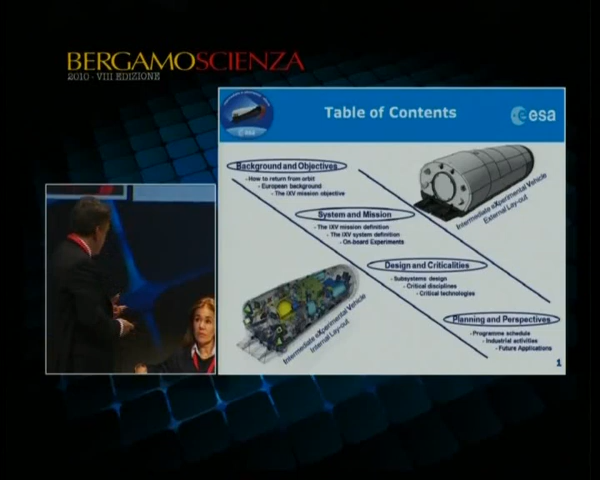 BERGAMOSCIENZA
2010 - VIII EDIZIONE
Table of Contents
esa
esa
Background and Objectives
- How to return from orbit
- European background
- The IXV mission objective
Intermediate eXperimental Vehicle
External Lay-out
System and Mission
- The IXV mission definition
- The IXV system definition
- On-board Experiments
Design and Criticalities
- Subsystems design
- Critical disciplines
- Critical technologies
Intermediate eXperimental Vehicle
Internal Lay-out
Planning and Perspectives
- Programme schedule
- Industrial activities
- Future Applications
1